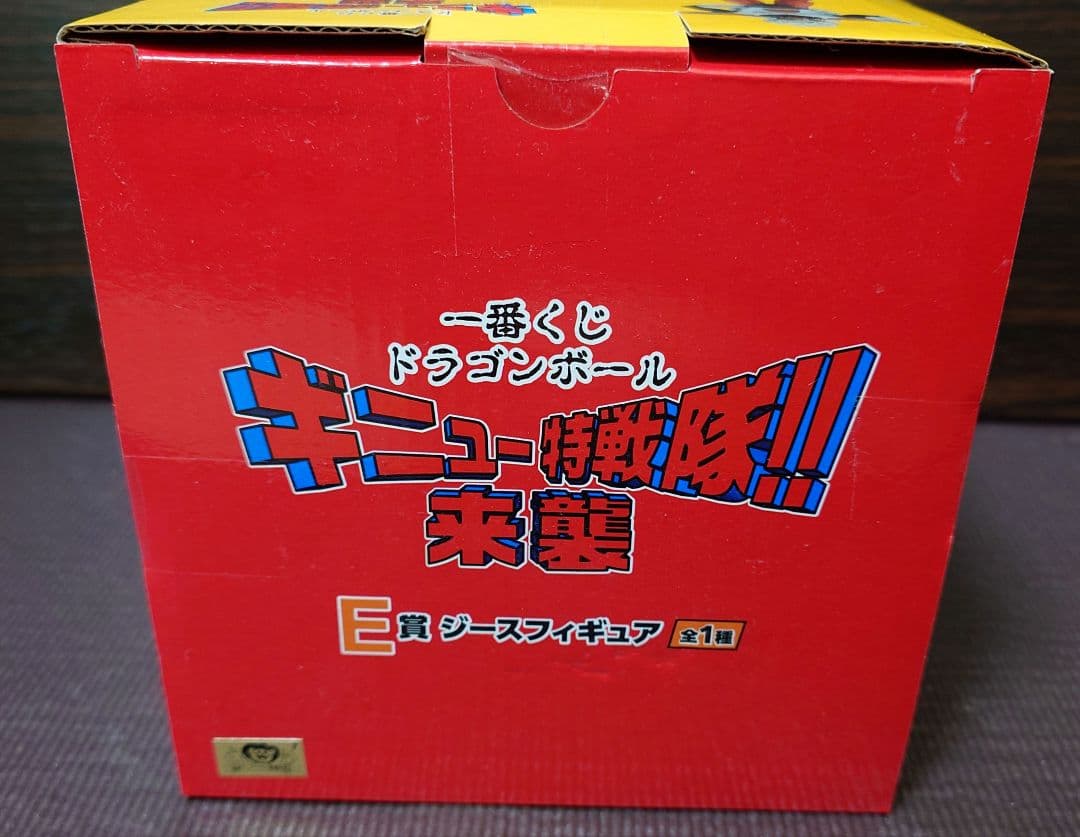 一番くじ
ドラゴンボール
ギニュー特戦隊!!
来襲
E賞 ジースフィギュア 全1種